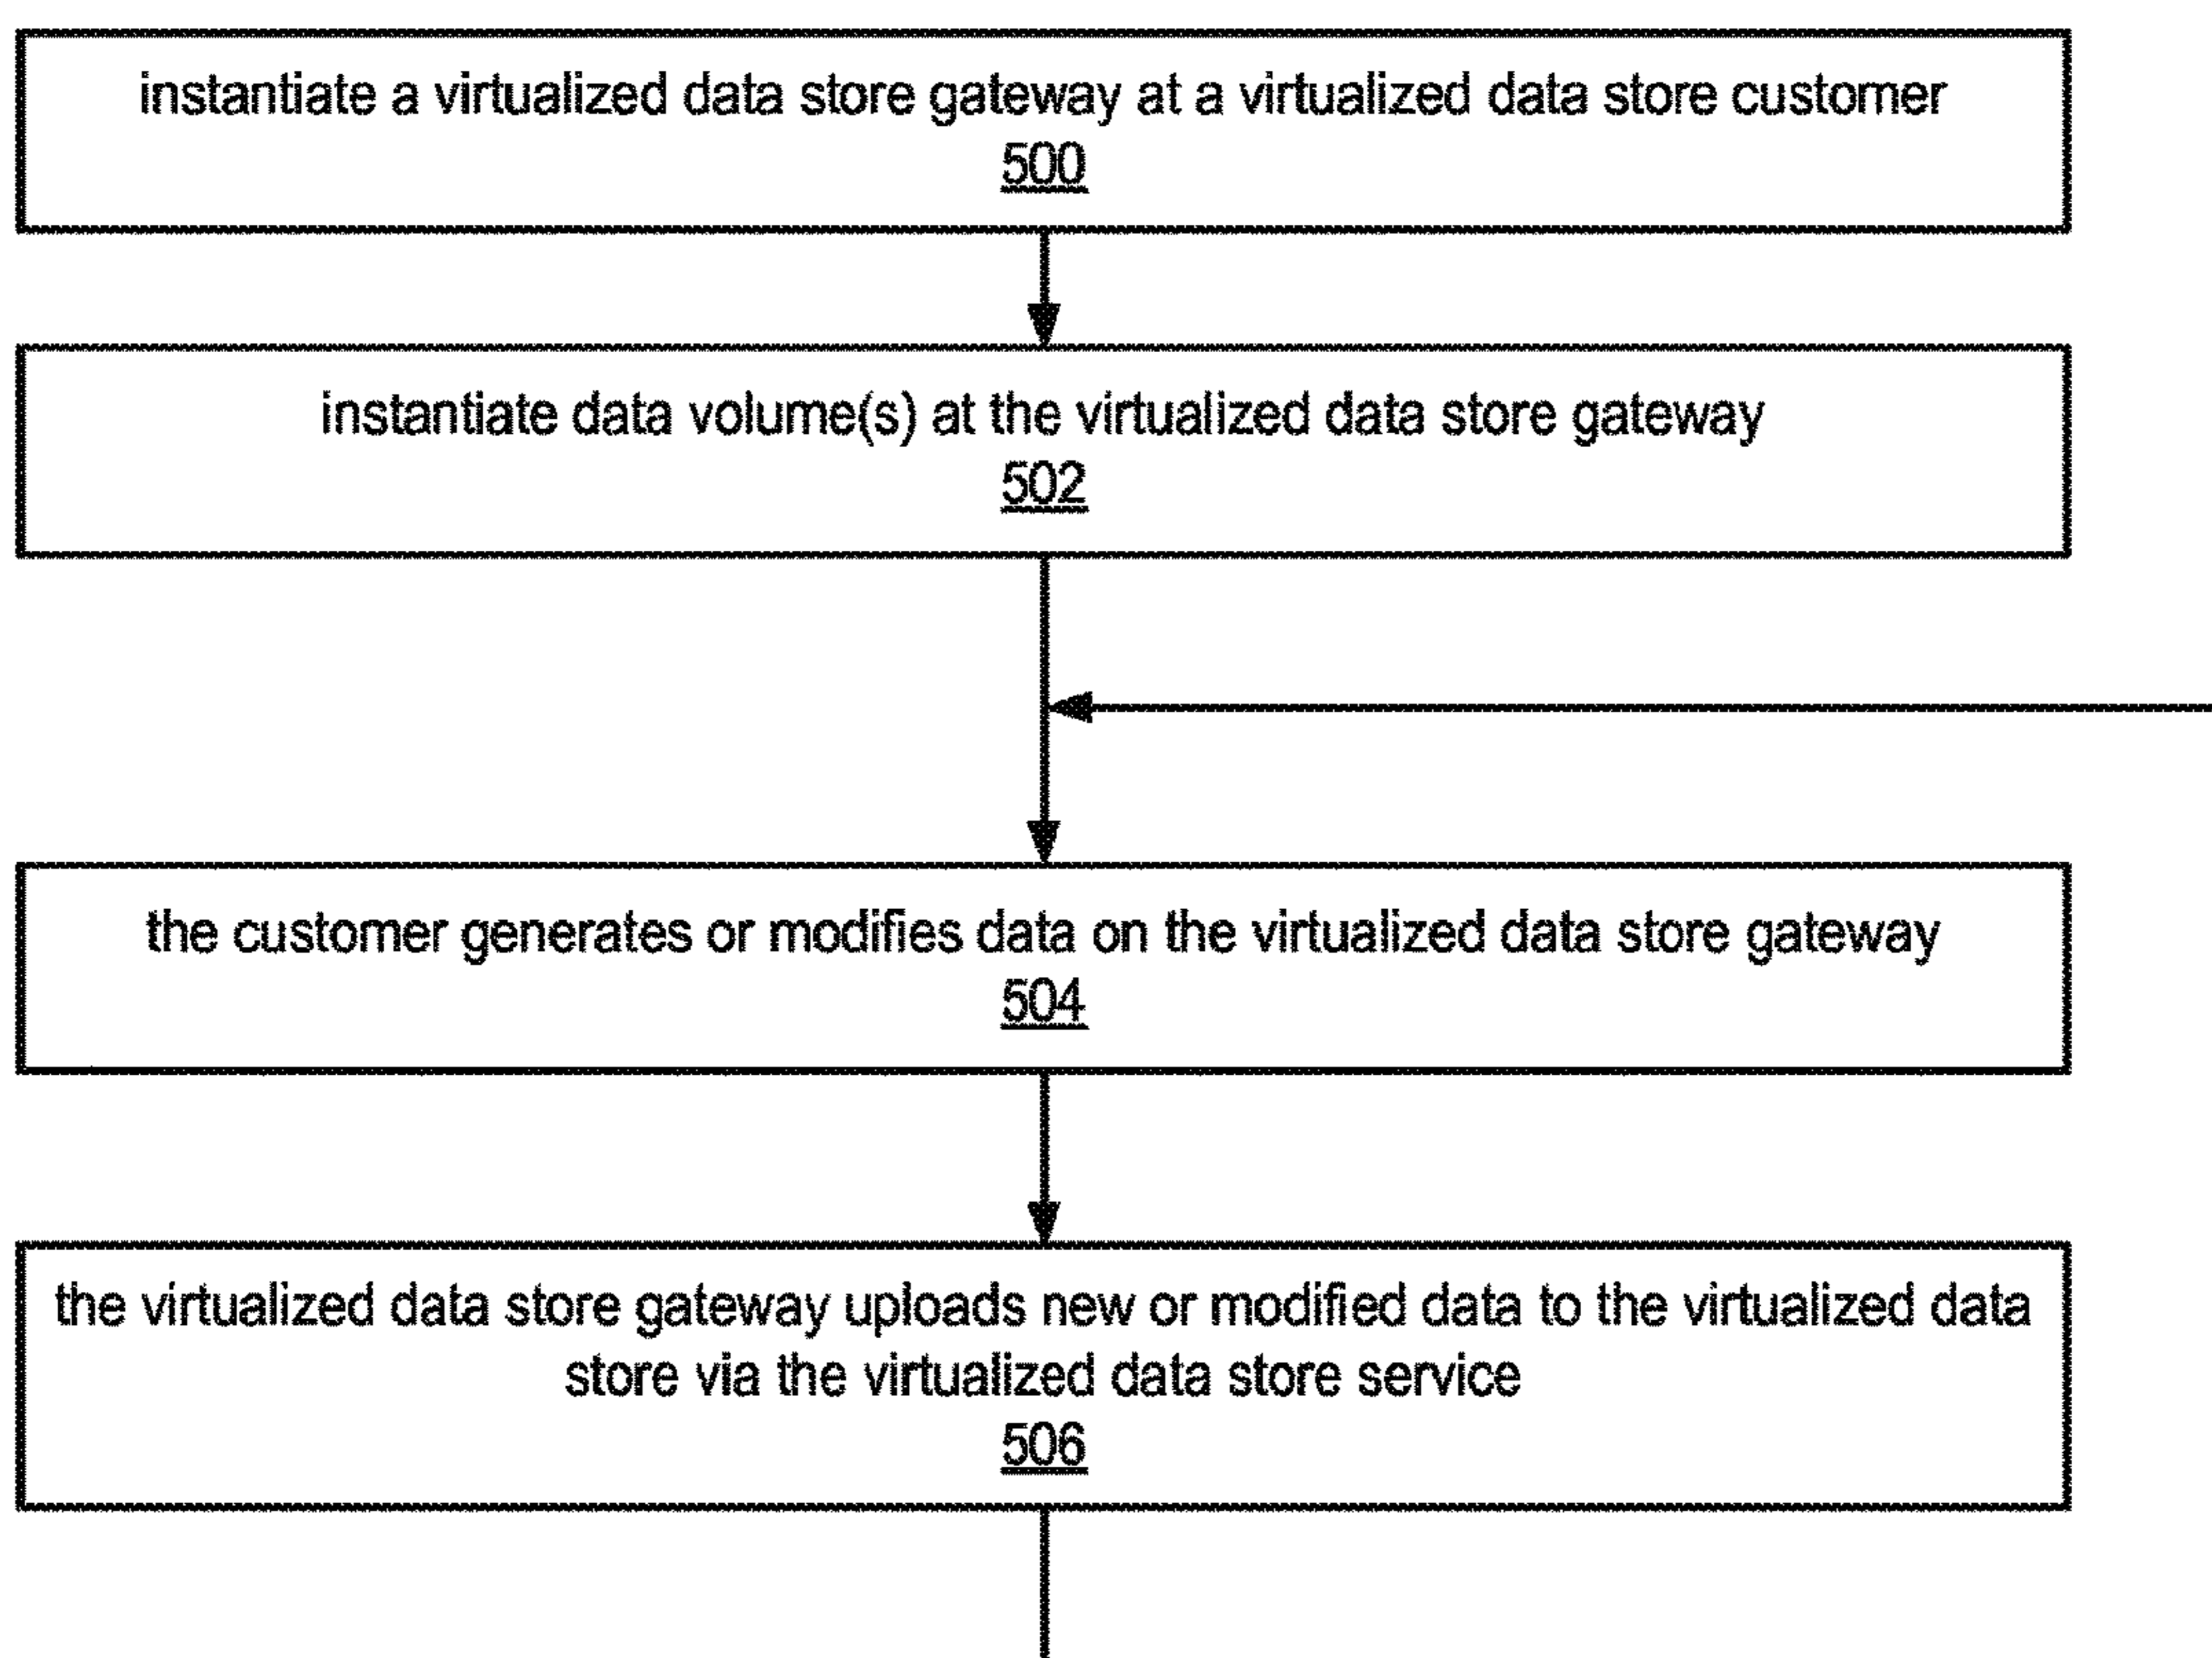 instantiate a virtualized data store gateway at a virtualized data store customer
500
instantiate data volume(s) at the virtualized data store gateway
502
the customer generates or modifies data on the virtualized data store gateway
504
the virtualized data store gateway uploads new or modified data to the virtualized data
store via the virtualized data store service
506